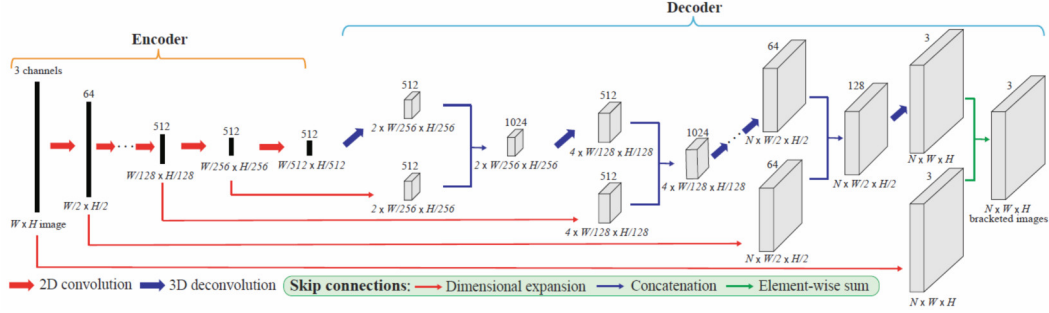 Decoder
Encoder
3 channels
64
512
512
512
W x H image
W/2 x H/2
W/128 x H/128
W/256 x H/256
W/512 x H/512
512
2 x W/256 x H/256
512
2 x W/256 x H/256
1024
2 x W/256 x H/256
512
4 x W/128 x H/128
512
4 x W/128 x H/128
1024
4 x W/128 x H/128
64
N x W/2 x H/2
64
N x W/2 x H/2
128
N x W/2 x H/2
3
N x W x H
3
N x W x H
3
N x W x H
bracketed images
2D convolution
3D deconvolution
Skip connections:
Dimensional expansion
Concatenation
Element-wise sum